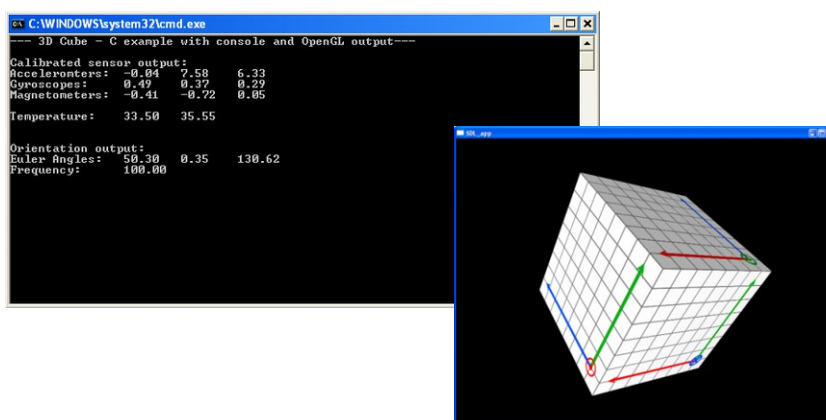 C:\WINDOWS\system32\cmd.exe
--- 3D Cube - C example with console and OpenGL output---
Calibrated sensor output:
Acceleromters: -0.04 7.58 6.33
Gyroscopes: 0.49 0.37 0.29
Magnetometers: -0.41 -0.72 0.05
Temperature: 33.50 35.55
Orientation output:
Euler Angles: 50.30 0.35 130.62
Frequency: 100.00
SDL_app